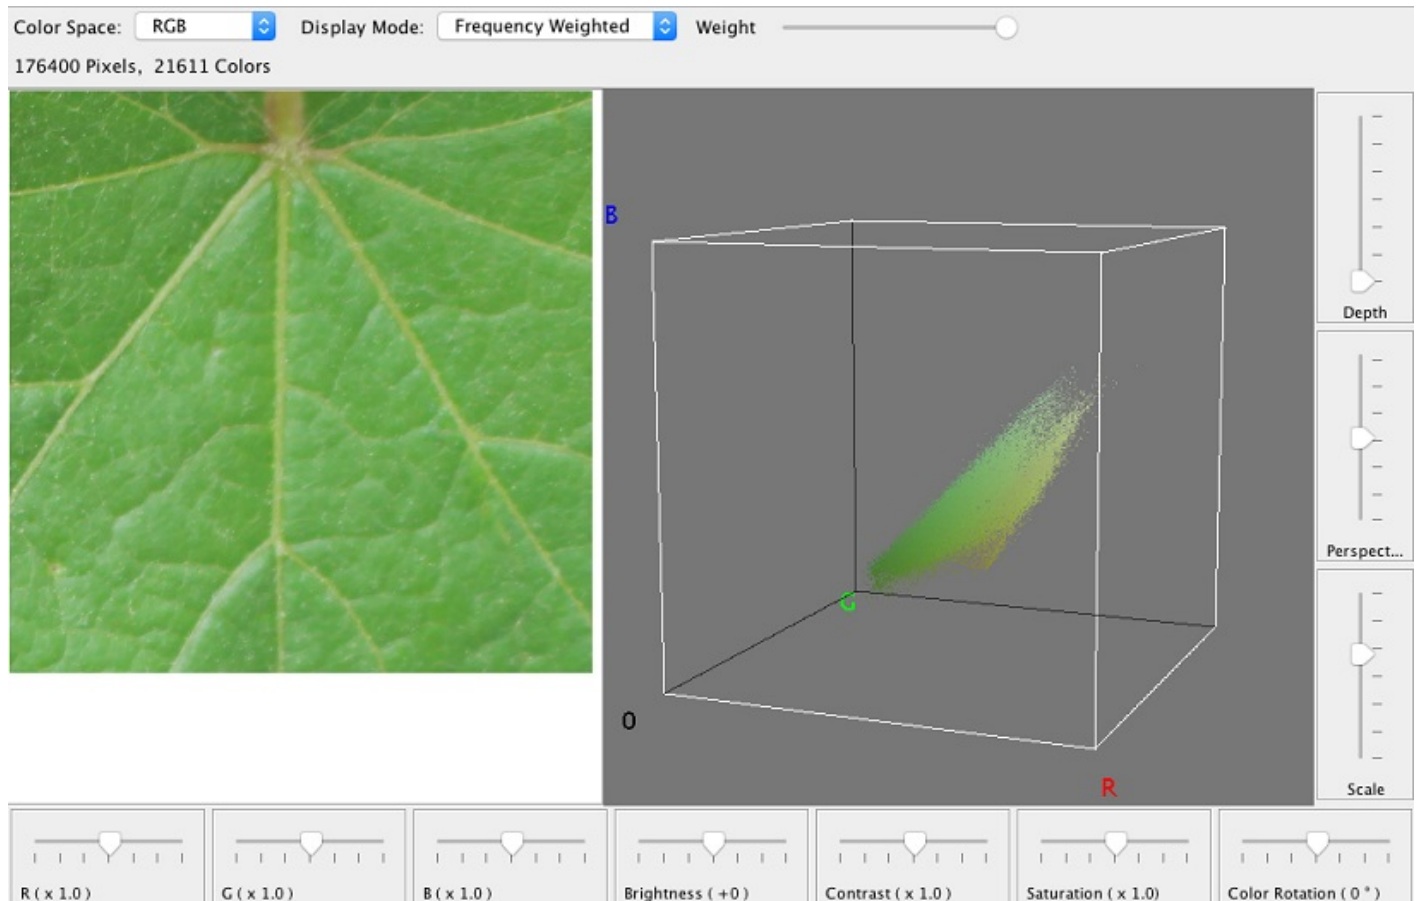 Color Space: RGB Display Mode: Frequency Weighted Weight
176400 Pixels, 21611 Colors
B
G
0
R
Depth
Perspect...
Scale
R ( x 1.0 ) G ( x 1.0 ) B ( x 1.0 ) Brightness ( +0 ) Contrast ( x 1.0 ) Saturation ( x 1.0) Color Rotation ( 0 ° )